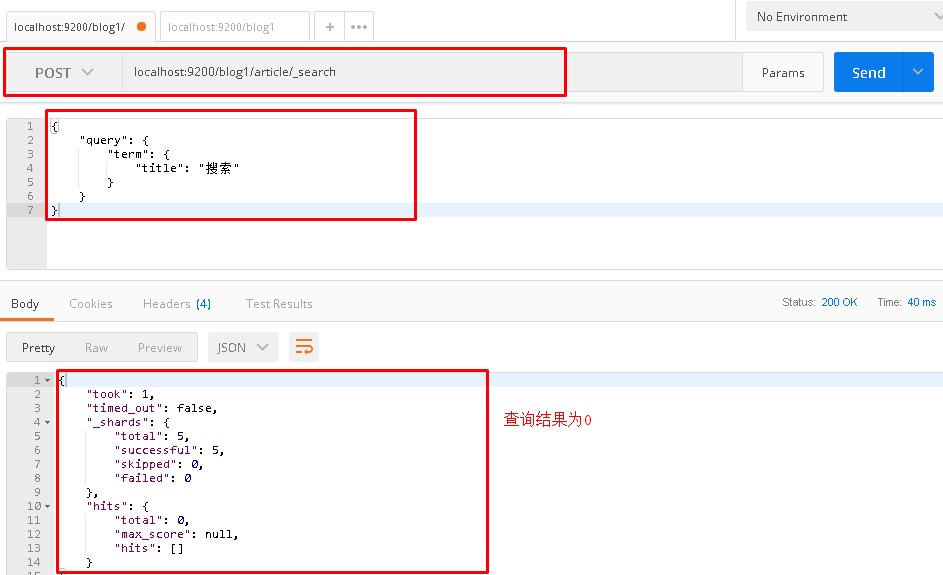 localhost:9200/blog1/
localhost:9200/blog1
+
•••
No Environment
POST
localhost:9200/blog1/article/_search
Params
Send
1 {
2 "query": {
3 "term": {
4 "title": "搜索"
5 }
6 }
7 }
Body
Cookies
Headers (4)
Test Results
Status: 200 OK
Time: 40 ms
Pretty
Raw
Preview
JSON
1 {
2 "took": 1,
3 "timed_out": false,
4 "_shards": {
5 "total": 5,
6 "successful": 5,
7 "skipped": 0,
8 "failed": 0
9 },
10 "hits": {
11 "total": 0,
12 "max_score": null,
13 "hits": []
14 }
查询结果为0